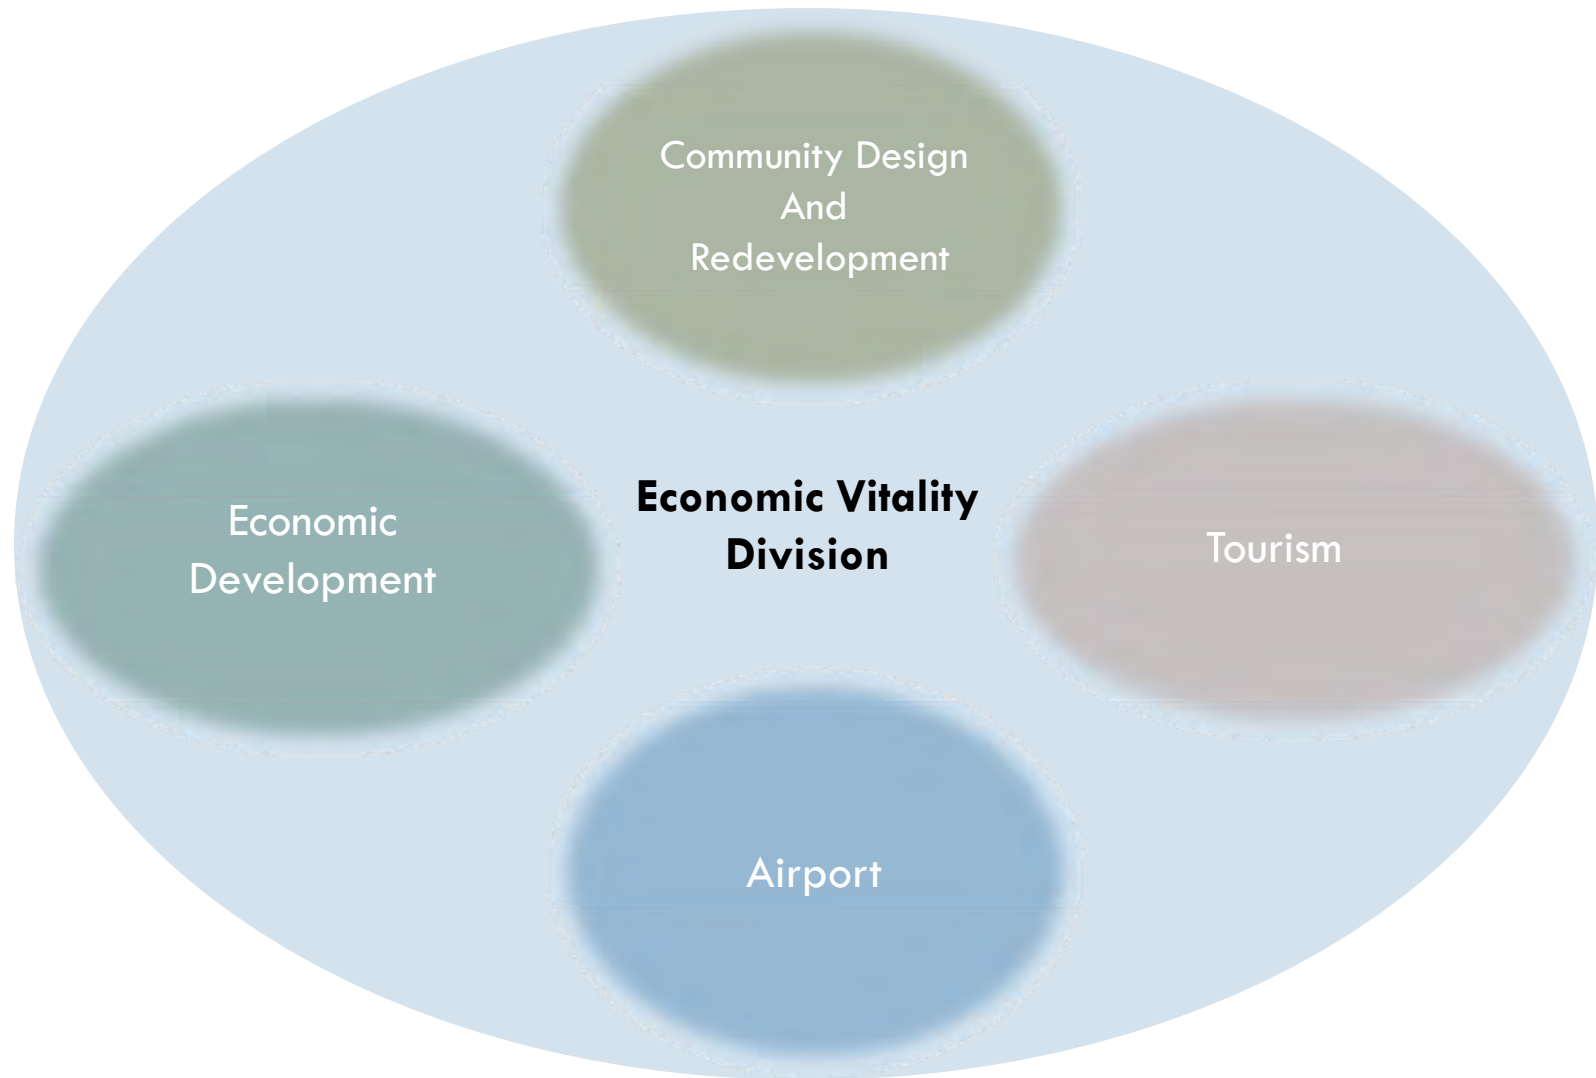 Community Design
And
Redevelopment
Economic Vitality
Division
Economic
Development
Tourism
Airport